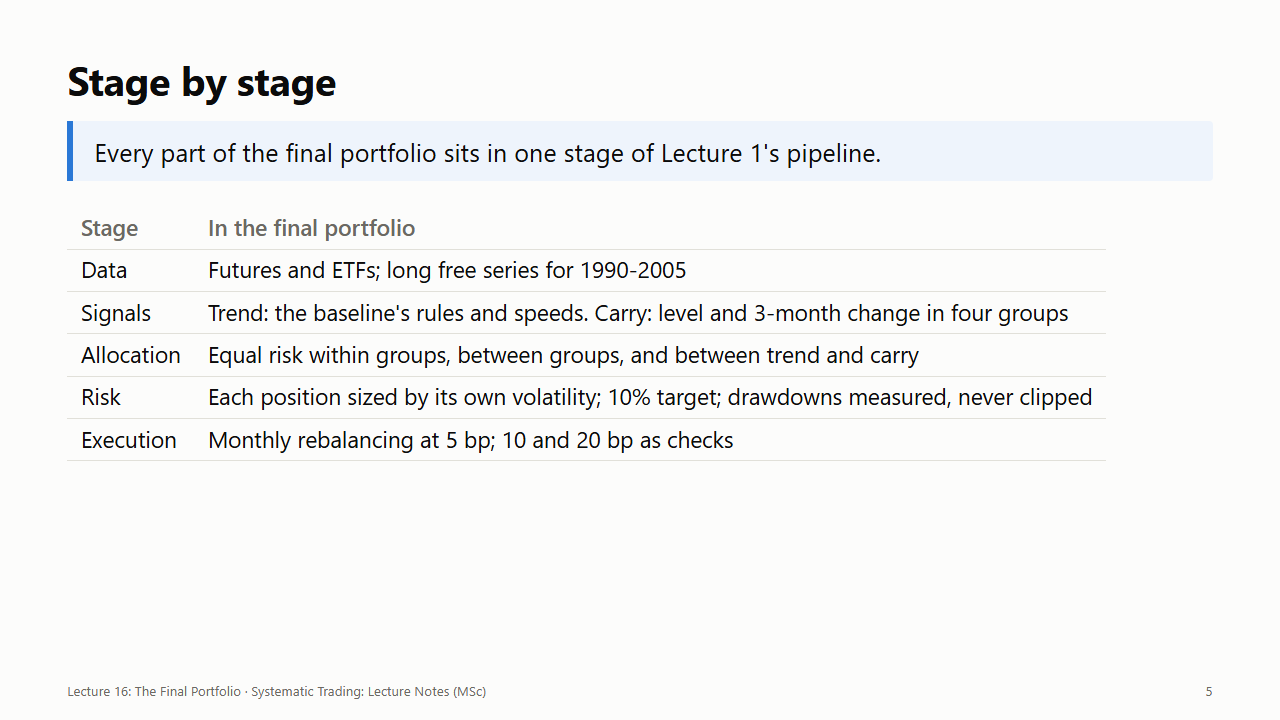 Stage by stage
Every part of the final portfolio sits in one stage of Lecture 1's pipeline.
Stage In the final portfolio
Data Futures and ETFs; long free series for 1990-2005
Signals Trend: the baseline's rules and speeds. Carry: level and 3-month change in four groups
Allocation Equal risk within groups, between groups, and between trend and carry
Risk Each position sized by its own volatility; 10% target; drawdowns measured, never clipped
Execution Monthly rebalancing at 5 bp; 10 and 20 bp as checks
Lecture 16: The Final Portfolio · Systematic Trading: Lecture Notes (MSc) 5